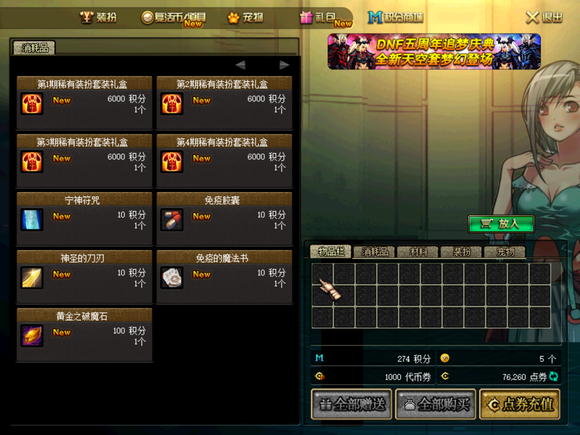 装扮
复活币/道具
New
宠物
礼包
New
M积分商城
退出
消耗品
DNF五周年追梦庆典
全新天空套梦幻登场
第1期稀有装扮套装礼盒
New
6000 积分
1个
第2期稀有装扮套装礼盒
New
6000 积分
1个
第3期稀有装扮套装礼盒
New
6000 积分
1个
第4期稀有装扮套装礼盒
New
6000 积分
1个
宁神符咒
New
10 积分
1个
免疫胶囊
New
10 积分
1个
神圣的刀刃
New
10 积分
1个
免疫的魔法书
New
10 积分
1个
黄金之破魔石
New
100 积分
1个
放入
物品栏
消耗品
材料
装扮
宠物
M 274 积分
5 个
1000 代币券
76,260 点券
全部赠送
全部购买
点券充值